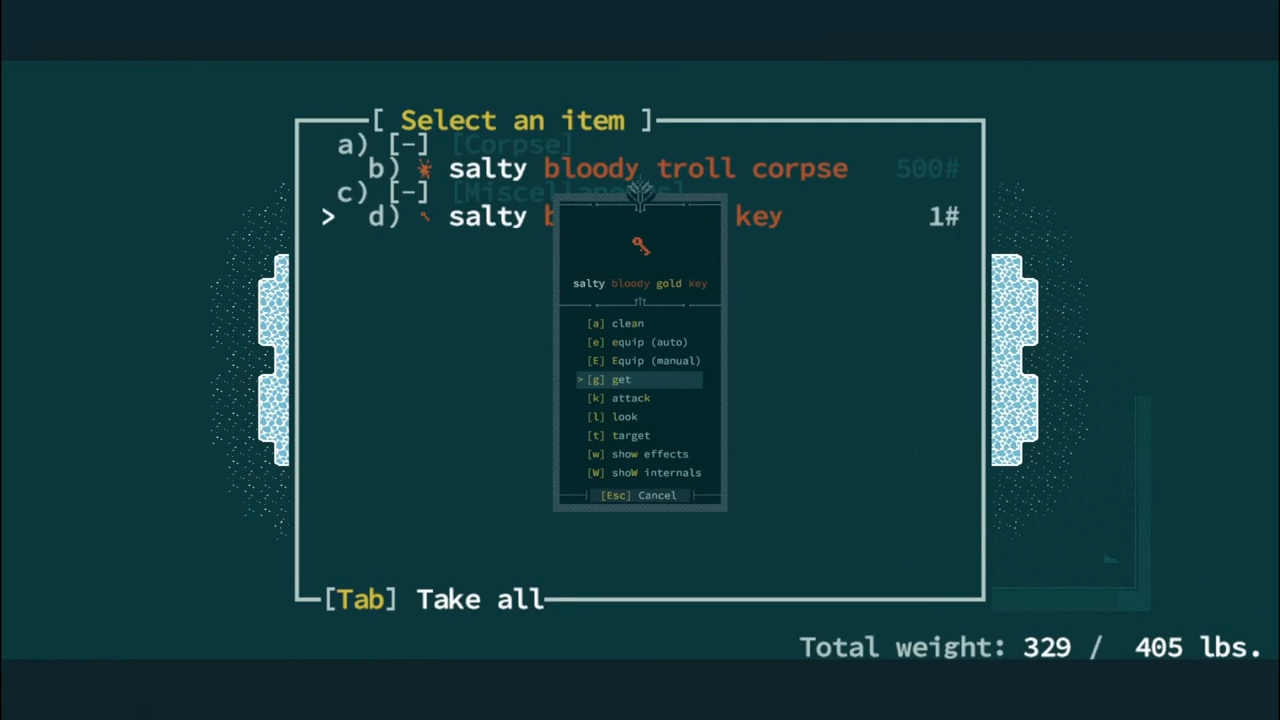 [ Select an item ]
a) [-] [Corpse]
b) salty bloody troll corpse 500#
c) [-] [Miscellaneous]
> d) salty b key 1#
salty bloody gold key
[a] clean
[e] equip (auto)
[E] Equip (manual)
>[g] get
[k] attack
[l] look
[t] target
[w] show effects
[W] shoW internals
[Esc] Cancel
[Tab] Take all
Total weight: 329 / 405 lbs.